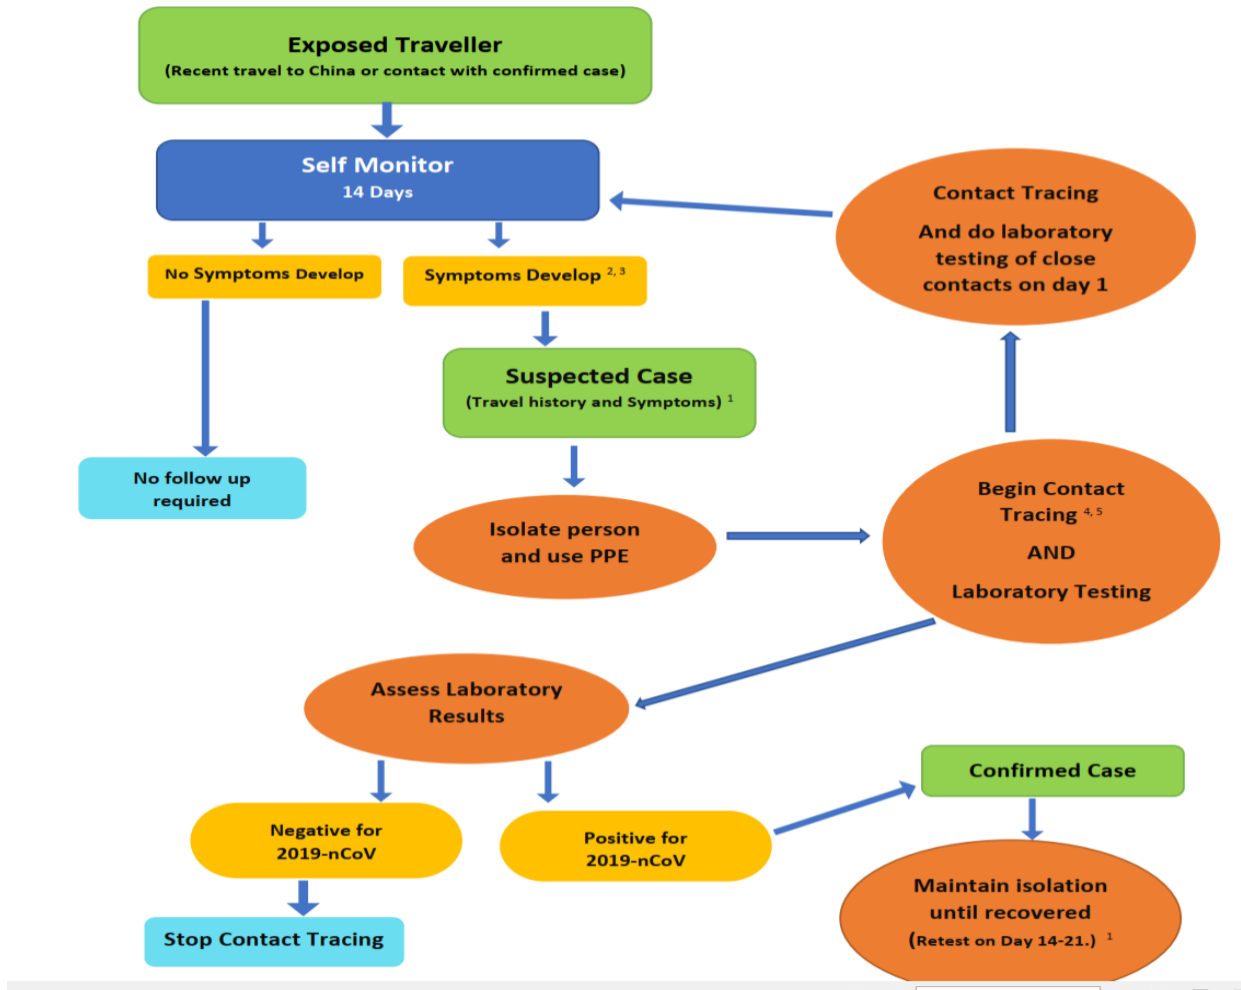 Exposed Traveller
(Recent travel to China or contact with confirmed case)
Self Monitor
14 Days
No Symptoms Develop
Symptoms Develop 2, 3
Suspected Case
(Travel history and Symptoms) 1
No follow up
required
Isolate person
and use PPE
Contact Tracing
And do laboratory
testing of close
contacts on day 1
Begin Contact
Tracing 4, 5
AND
Laboratory Testing
Assess Laboratory
Results
Negative for
2019-nCoV
Positive for
2019-nCoV
Stop Contact Tracing
Confirmed Case
Maintain isolation
until recovered
(Retest on Day 14-21.) 1